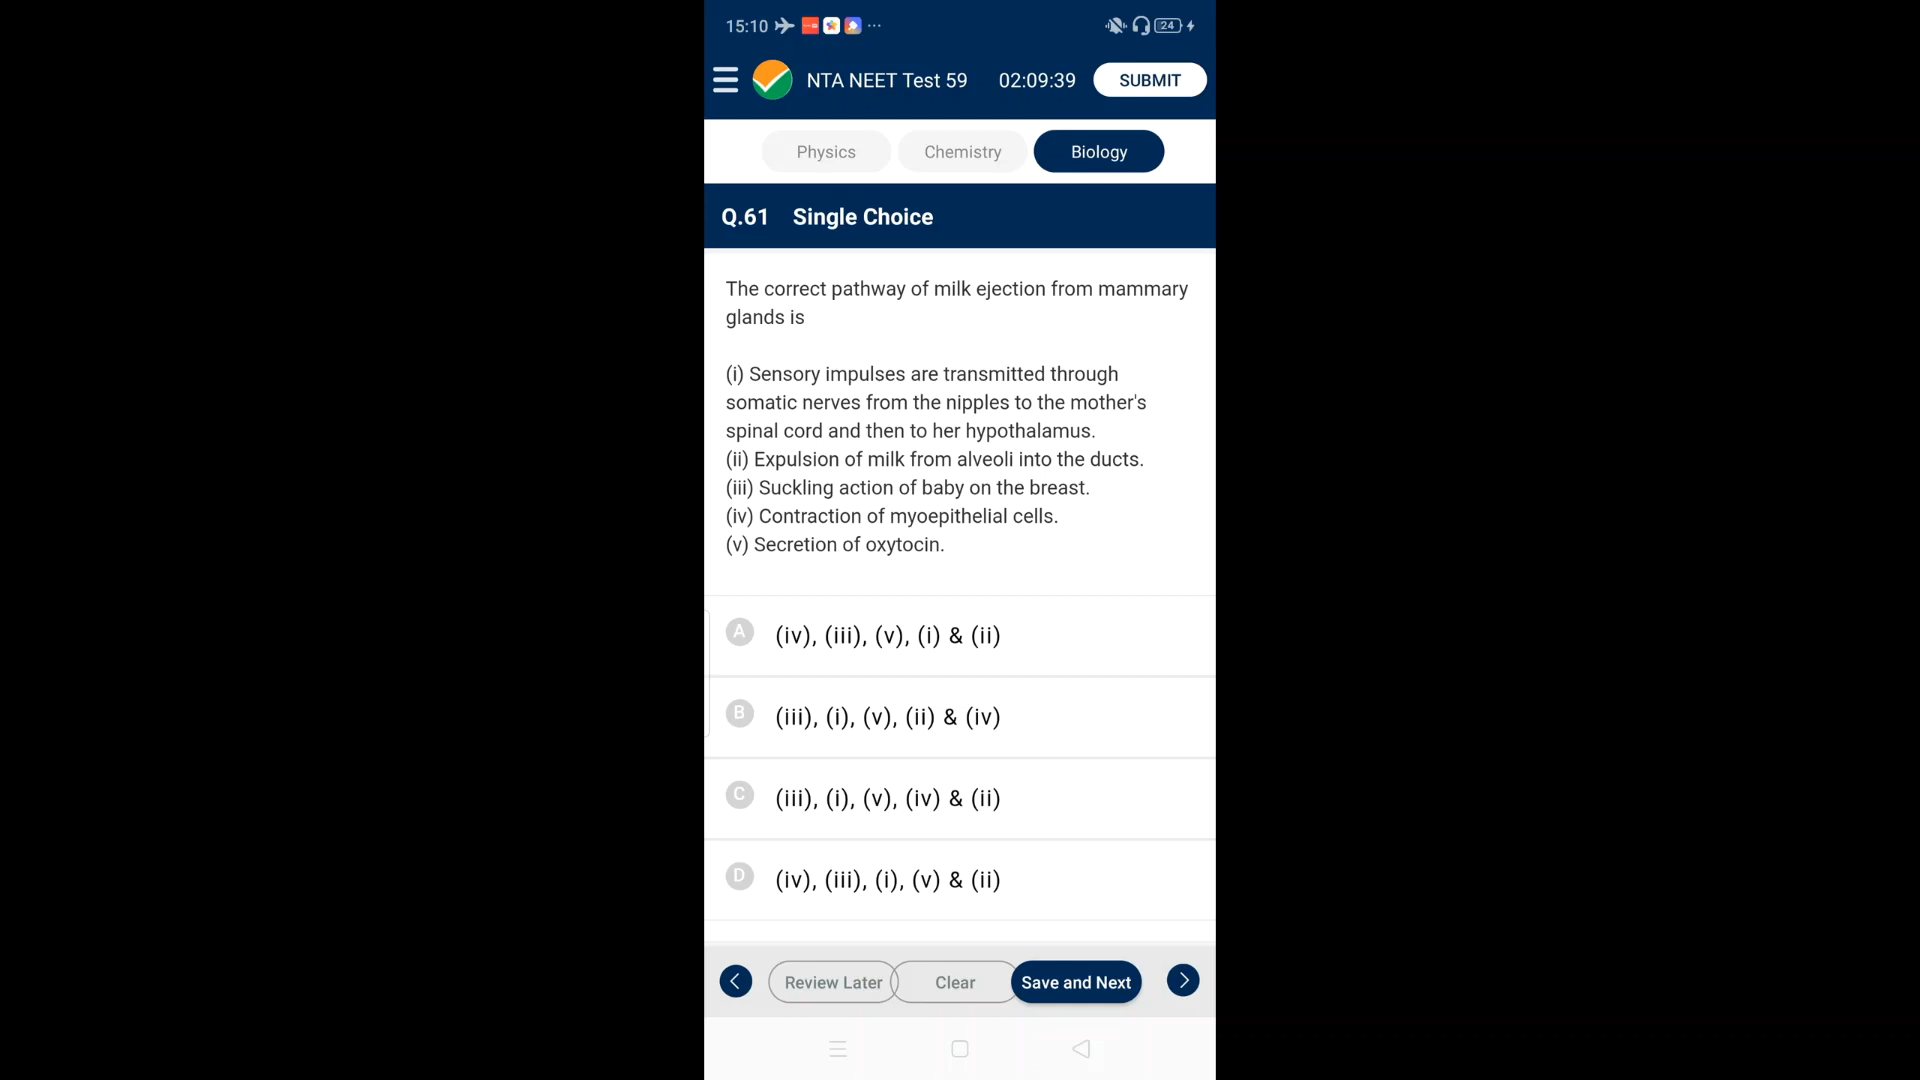 15:10 24
NTA NEET Test 59 02:09:39 SUBMIT
Physics Chemistry Biology
Q.61 Single Choice
The correct pathway of milk ejection from mammary
glands is
(i) Sensory impulses are transmitted through
somatic nerves from the nipples to the mother's
spinal cord and then to her hypothalamus.
(ii) Expulsion of milk from alveoli into the ducts.
(iii) Suckling action of baby on the breast.
(iv) Contraction of myoepithelial cells.
(v) Secretion of oxytocin.
A (iv), (iii), (v), (i) & (ii)
B (iii), (i), (v), (ii) & (iv)
C (iii), (i), (v), (iv) & (ii)
D (iv), (iii), (i), (v) & (ii)
Review Later Clear Save and Next